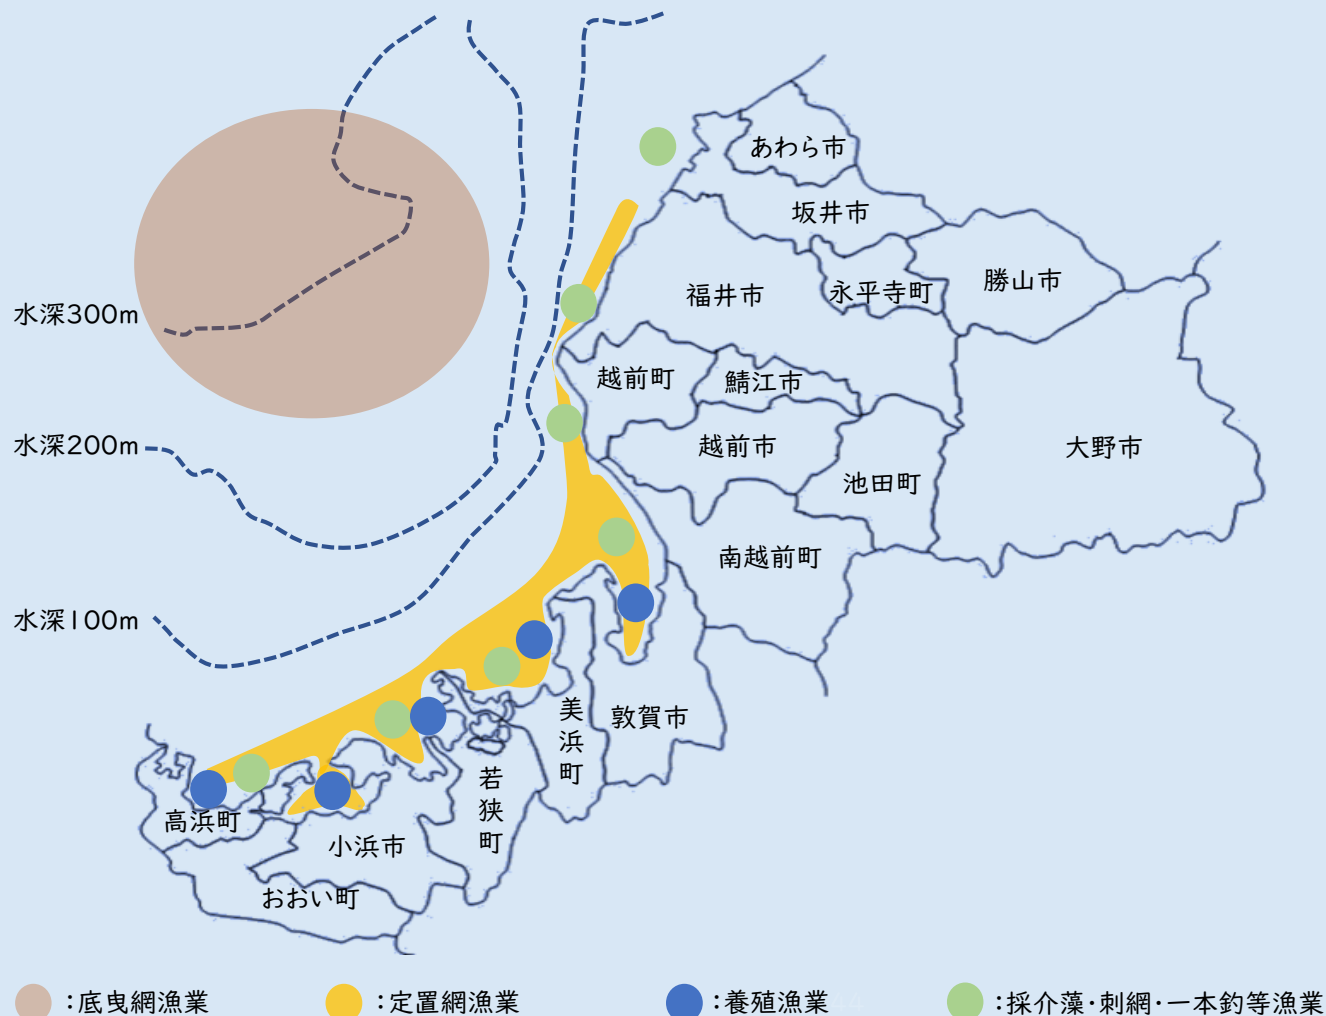 あわら市
坂井市
勝山市
永平寺町
福井市
水深300m
越前町
鯖江市
水深200m
越前市
大野市
池田町
南越前町
水深100m
美浜町
敦賀市
若狭町
高浜町
小浜市
おおい町
:底曳網漁業
:定置網漁業
:養殖漁業
:採介藻・刺網・一本釣等漁業